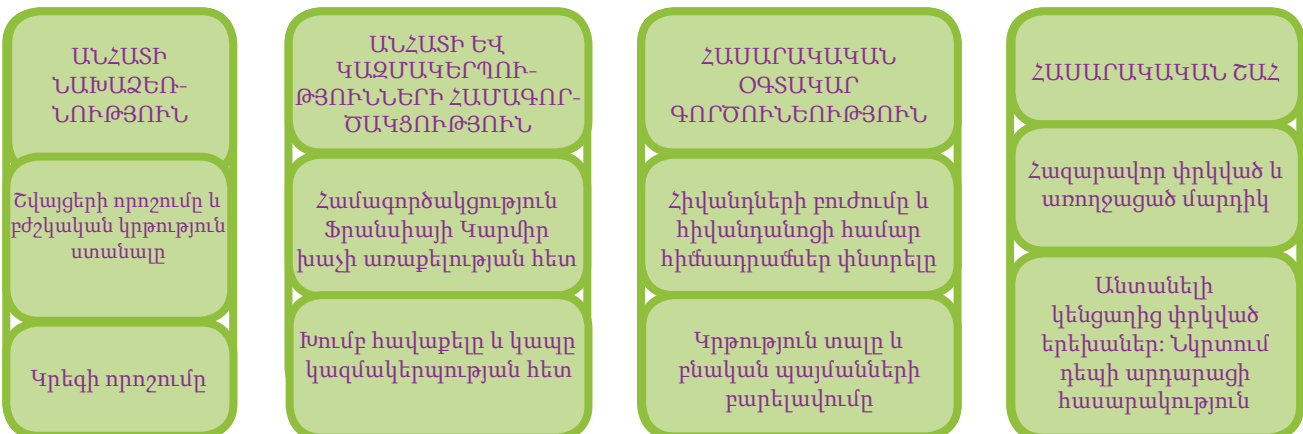 ԱՆՀԱՏԻ
ՆԱԽԱՁԵՌ-
ՆՈՒԹՅՈՒՆ
Շվայցերի որոշումը և
բժշկական կրթություն
ստանալը
Կրեգի որոշումը
ԱՆՀԱՏԻ ԵՎ
ԿԱԶՄԱԿԵՐՊՈՒ-
ԹՅՈՒՆՆԵՐԻ ՀԱՄԱԳՈՐ-
ԾԱԿՑՈՒԹՅՈՒՆ
Համագործակցություն
Ֆրանսիայի Կարմիր
խաչի առաքելության հետ
Խումբ հավաքելը և կապը
կազմակերպության հետ
ՀԱՍԱՐԱԿԱԿԱՆ
ՕԳՏԱԿԱՐ
ԳՈՐԾՈՒՆԵՈՒԹՅՈՒՆ
Հիվանդների բուժումը և
հիվանդանոցի համար
հիմնադրամներ փնտրելը
Կրթություն տալը և
բնական պայմանների
բարելավումը
ՀԱՍԱՐԱԿԱԿԱՆ ՇԱՀ
Հազարավոր փրկված և
առողջացած մարդիկ
Անտանելի
կենցաղից փրկված
երեխաներ։ Նկրտում
դեպի արդարացի
հասարակություն